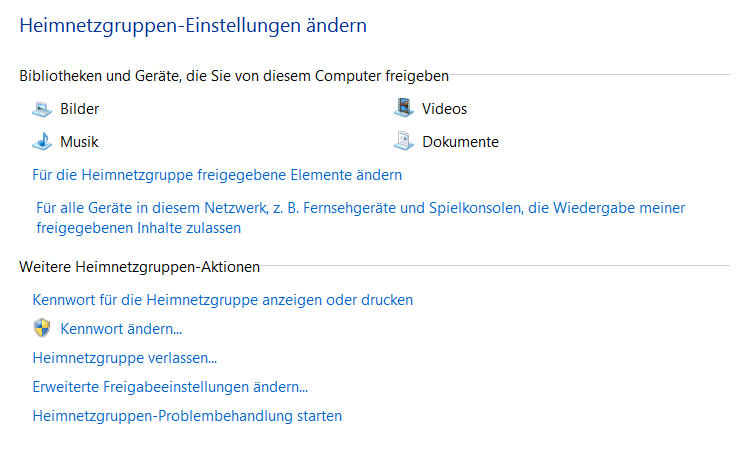 Heimnetzgruppen-Einstellungen ändern
Bibliotheken und Geräte, die Sie von diesem Computer freigeben
Bilder
Videos
Musik
Dokumente
Für die Heimnetzgruppe freigegebene Elemente ändern
Für alle Geräte in diesem Netzwerk, z. B. Fernsehgeräte und Spielkonsolen, die Wiedergabe meiner
freigegebenen Inhalte zulassen
Weitere Heimnetzgruppen-Aktionen
Kennwort für die Heimnetzgruppe anzeigen oder drucken
Kennwort ändern...
Heimnetzgruppe verlassen...
Erweiterte Freigabeeinstellungen ändern...
Heimnetzgruppen-Problembehandlung starten